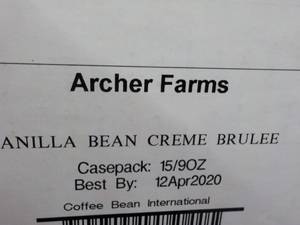 Archer Farms
ANILLA BEAN CREME BRULEE
Casepack: 15/9OZ
Best By: 12Apr2020
Coffee Bean International